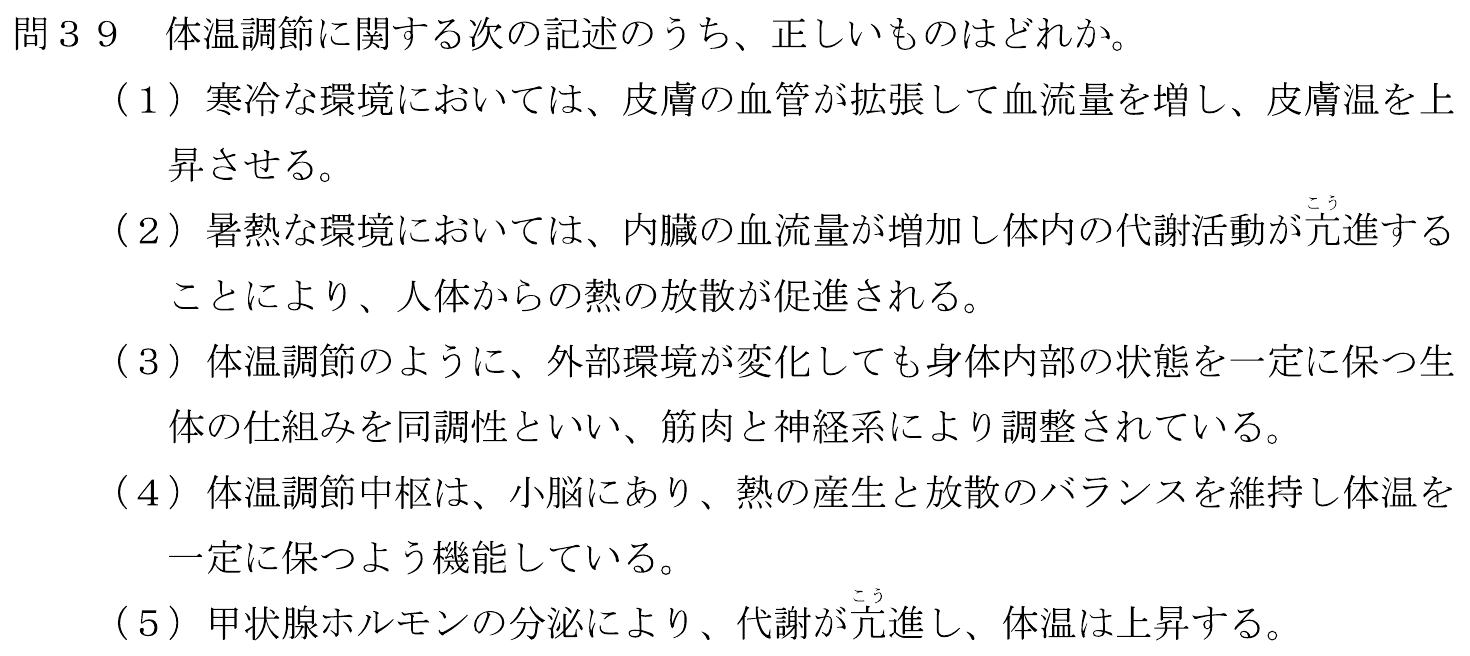 問３９　体温調節に関する次の記述のうち、正しいものはどれか。
（１）寒冷な環境においては、皮膚の血管が拡張して血流量を増し、皮膚温を上
昇させる。
（２）暑熱な環境においては、内臓の血流量が増加し体内の代謝活動が亢こう進する
ことにより、人体からの熱の放散が促進される。
（３）体温調節のように、外部環境が変化しても身体内部の状態を一定に保つ生
体の仕組みを同調性といい、筋肉と神経系により調整されている。
（４）体温調節中枢は、小脳にあり、熱の産生と放散のバランスを維持し体温を
一定に保つよう機能している。
（５）甲状腺ホルモンの分泌により、代謝が亢こう進し、体温は上昇する。